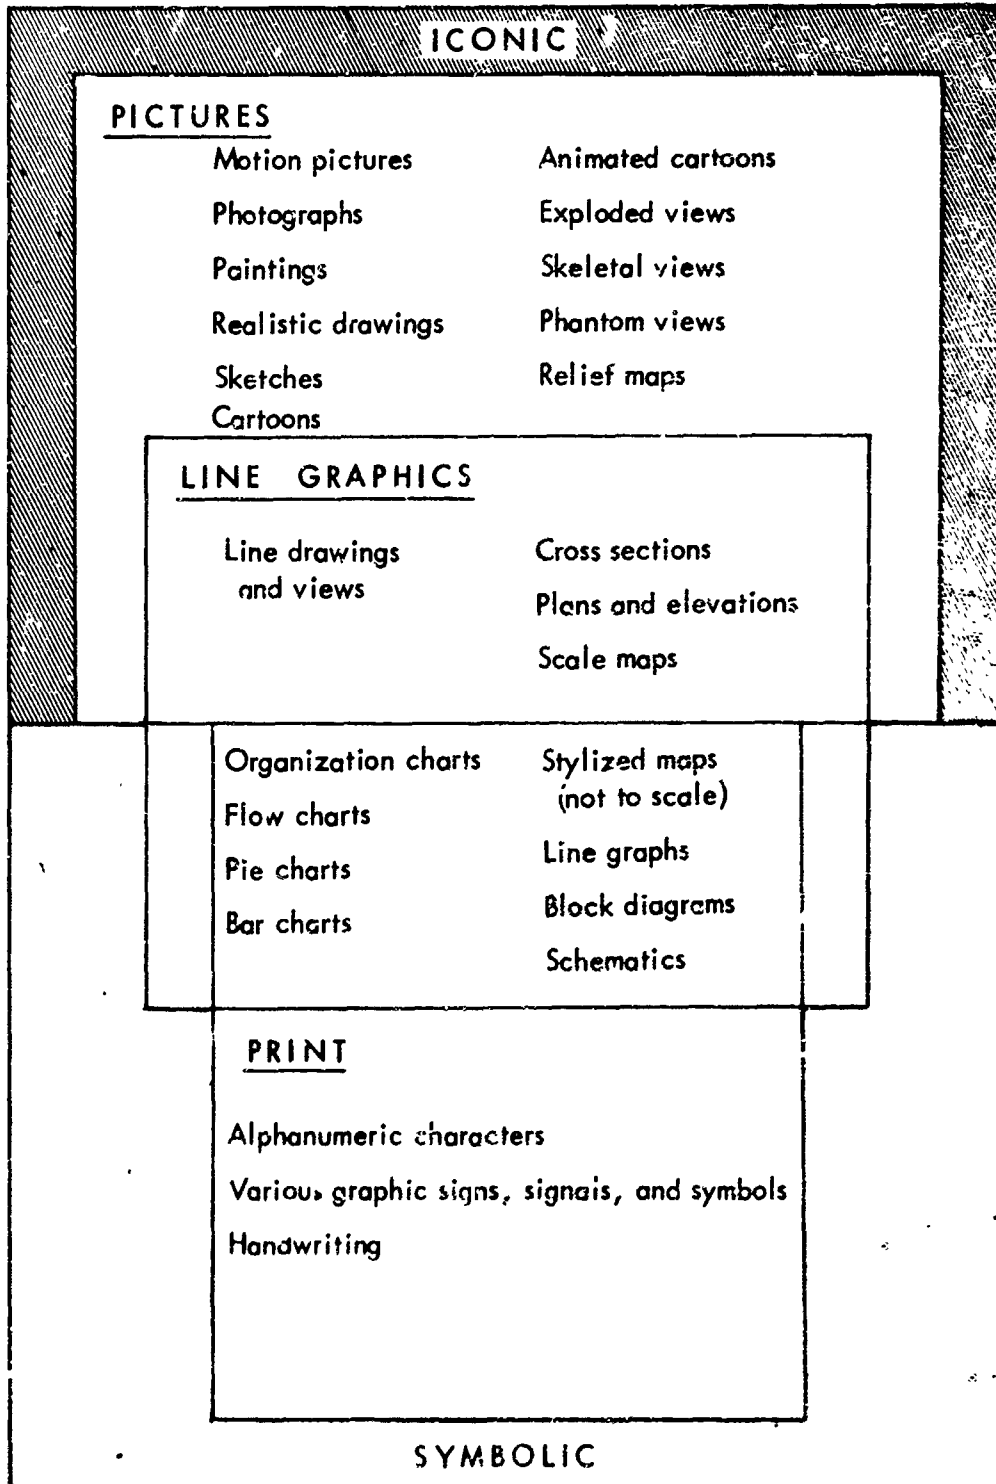 ICONIC
PICTURES
Motion pictures
Photographs
Paintings
Realistic drawings
Sketches
Cartoons
Animated cartoons
Exploded views
Skeletal views
Phantom views
Relief maps
LINE GRAPHICS
Line drawings
and views
Cross sections
Plans and elevations
Scale maps
Organization charts
Flow charts
Pie charts
Bar charts
Stylized maps
(not to scale)
Line graphs
Block diagrams
Schematics
PRINT
Alphanumeric characters
Various graphic signs, signals, and symbols
Handwriting
SYMBOLIC